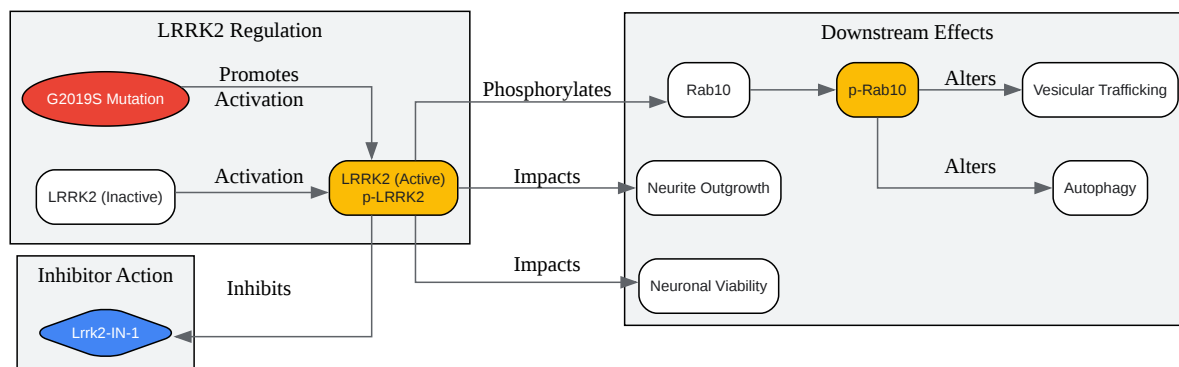 LRRK2 Regulation
G2019S Mutation
Promotes
Activation
LRRK2 (Inactive)
Activation
LRRK2 (Active)
p-LRRK2
Inhibitor Action
Lrrk2-IN-1
Inhibits
Phosphorylates
Impacts
Impacts
Downstream Effects
Rab10
p-Rab10
Alters
Vesicular Trafficking
Neurite Outgrowth
Alters
Autophagy
Neuronal Viability